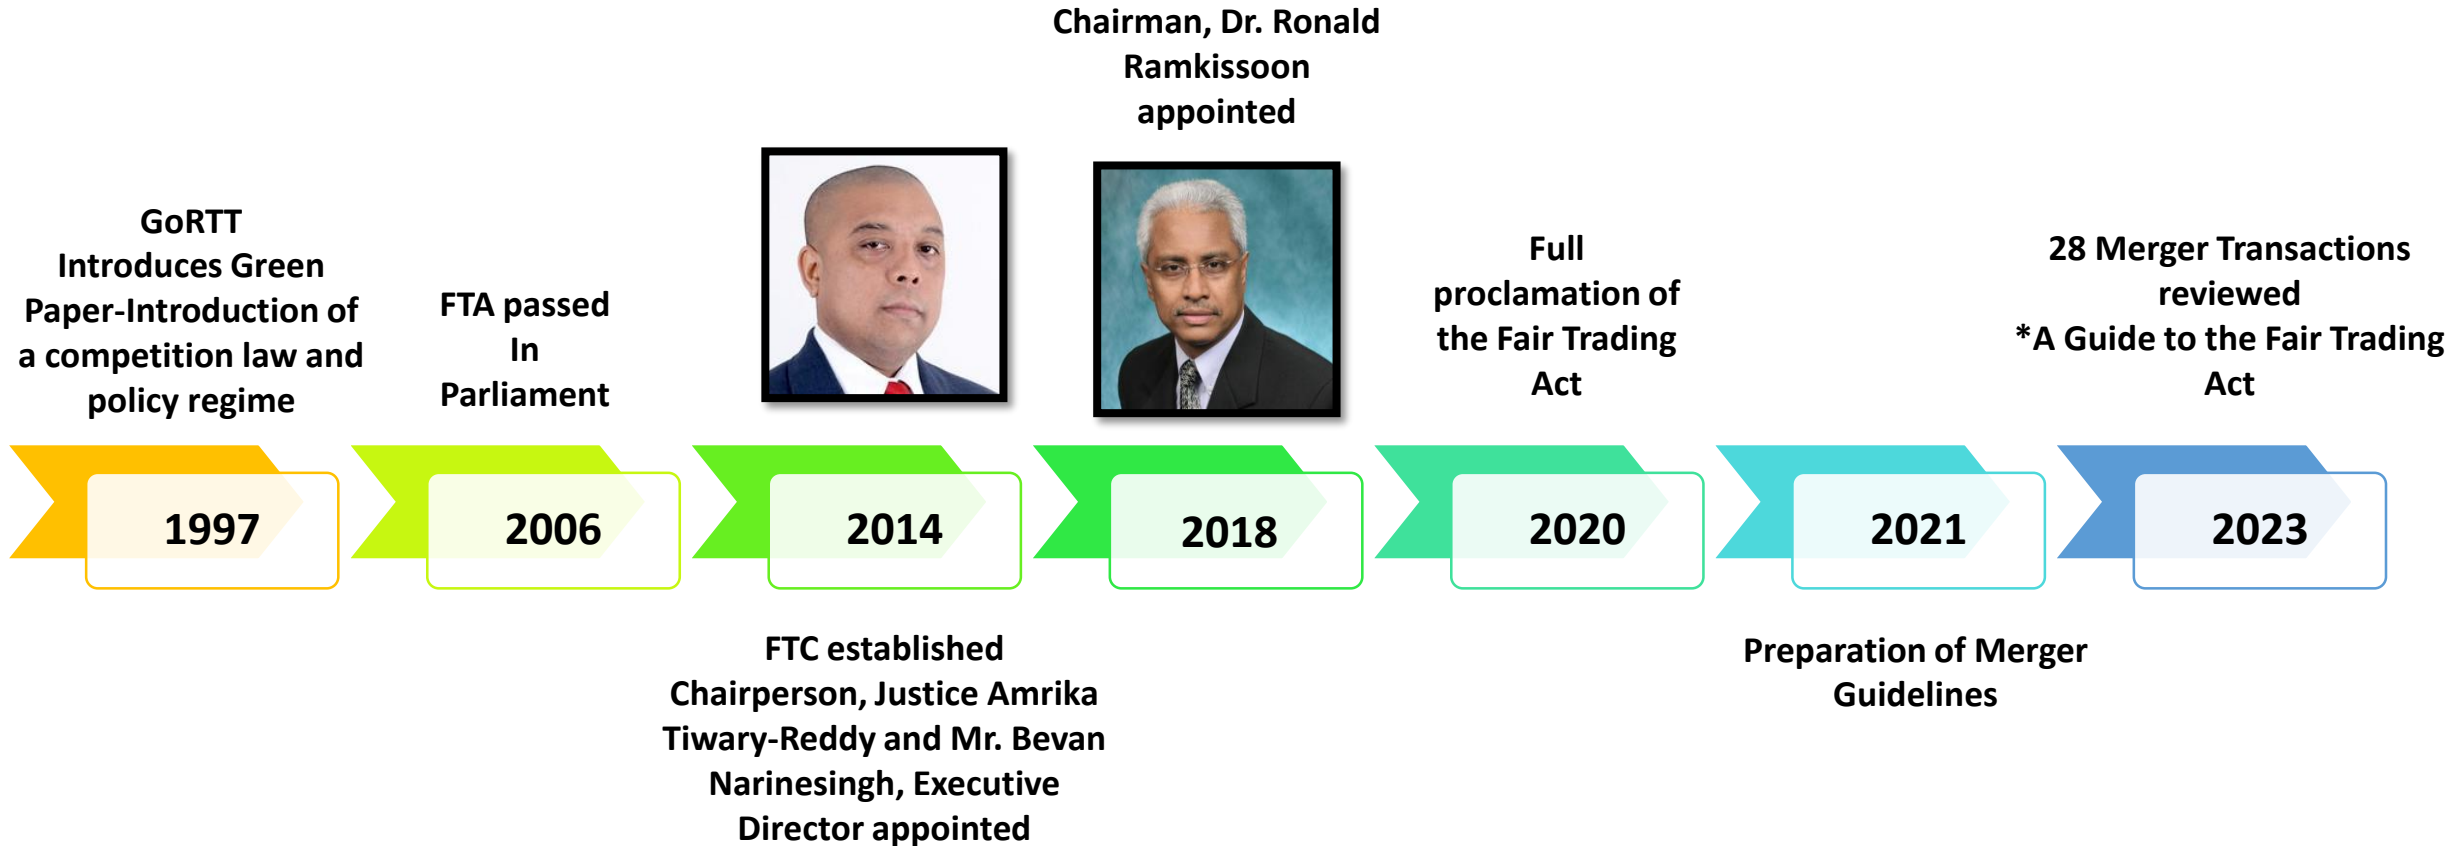 GoRTT
Introduces Green
Paper-Introduction of
a competition law and
policy regime
1997
FTA passed
In
Parliament
2006
2014
FTC established
Chairperson, Justice Amrika
Tiwary-Reddy and Mr. Bevan
Narinesingh, Executive
Director appointed
Chairman, Dr. Ronald
Ramkissoon
appointed
2018
Full
proclamation of
the Fair Trading
Act
2020
2021
Preparation of Merger
Guidelines
28 Merger Transactions
reviewed
*A Guide to the Fair Trading
Act
2023